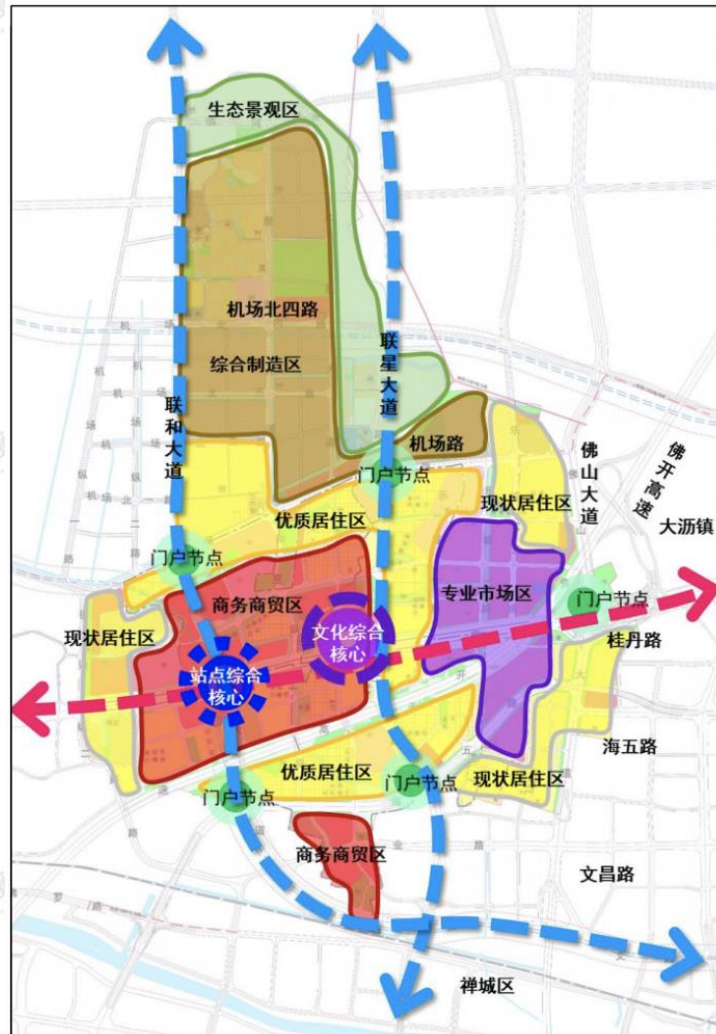 生态景观区
机场北四路
综合制造区
联星大道
联和大道
机场路
佛山大道
佛开高速
门户节点
现状居住区
优质居住区
大沥镇
门户节点
商务商贸区
专业市场区
门户节点
现状居住区
文化综合
核心
桂丹路
站点综合
核心
海五路
优质居住区
现状居住区
门户节点
门户节点
商务商贸区
文昌路
禅城区